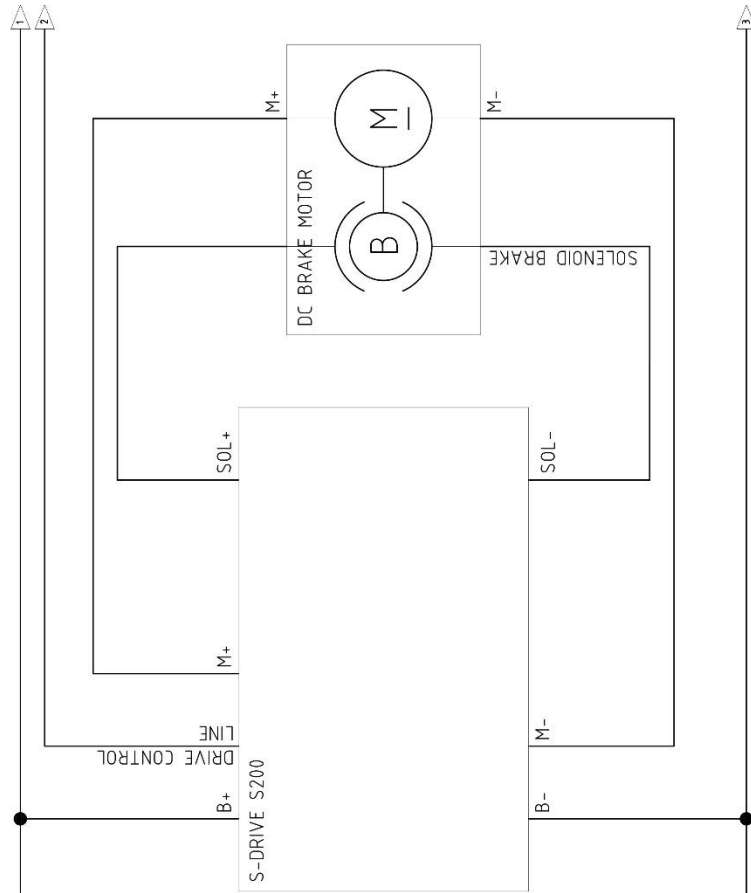 1
2
3
M+
M-
M
DC BRAKE MOTOR
B
SOLENOID BRAKE
SOL+
SOL-
M+
DRIVE CONTROL
LINE
M-
S-DRIVE S200
B+
B-